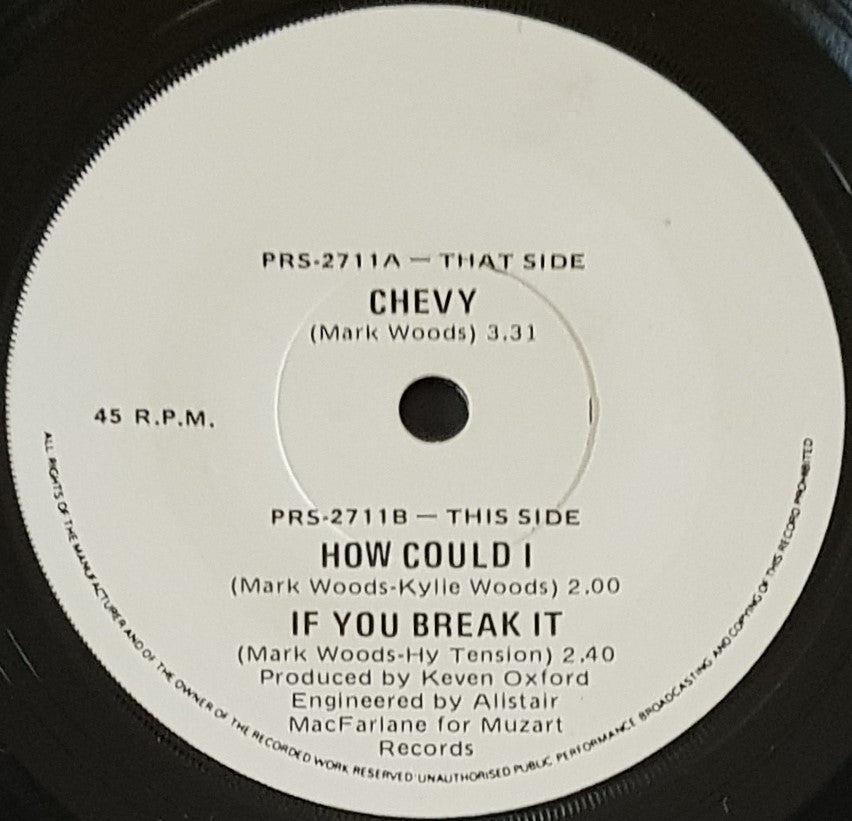 PRS-2711A — THAT SIDE
CHEVY
(Mark Woods) 3.31
45 R.P.M.
PRS-2711B — THIS SIDE
HOW COULD I
(Mark Woods-Kylie Woods) 2.00
IF YOU BREAK IT
(Mark Woods-Hy Tension) 2.40
Produced by Keven Oxford
Engineered by Alistair
MacFarlane for Muzart
Records
ALL RIGHTS OF THE MANUFACTURER AND OF THE OWNER OF THE RECORDED WORK RESERVED UNAUTHORISED PUBLIC PERFORMANCE BROADCASTING AND COPYING OF THIS RECORD PROHIBITED